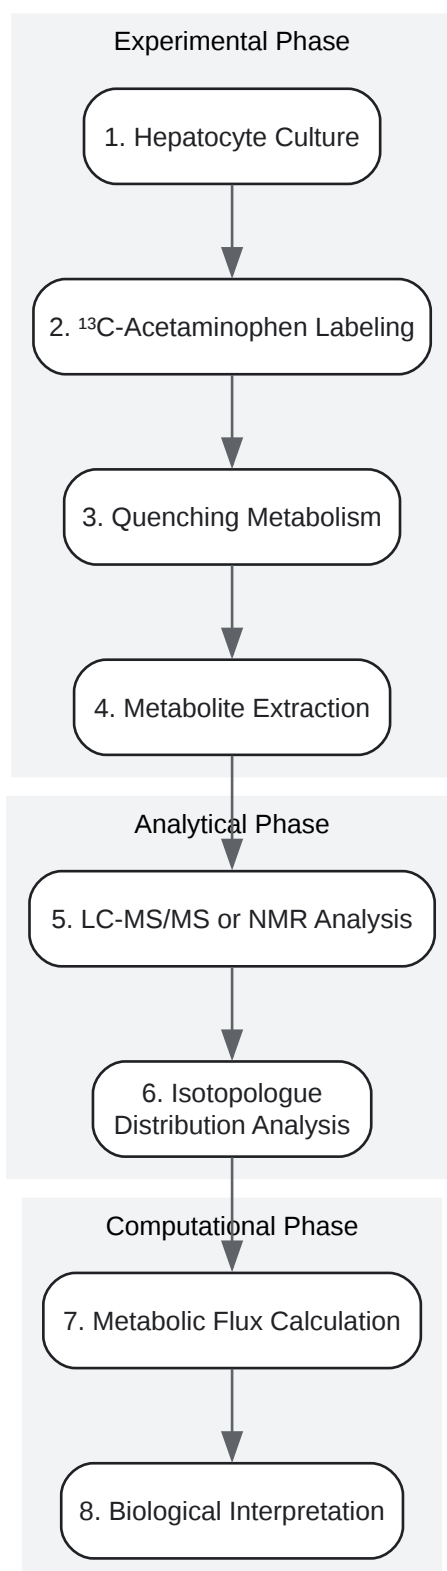 Experimental Phase
1. Hepatocyte Culture
2. ¹³C-Acetaminophen Labeling
3. Quenching Metabolism
4. Metabolite Extraction
Analytical Phase
5. LC-MS/MS or NMR Analysis
6. Isotopologue
Distribution Analysis
Computational Phase
7. Metabolic Flux Calculation
8. Biological Interpretation